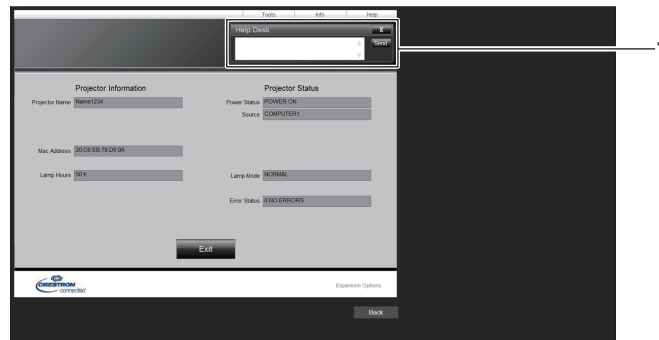 Tools Info Help
Help Desk X
Send
Projector Information Projector Status
Projector Name Name1234 Power Status POWER ON
Source COMPUTER1
Mac Address 20:C6:EB:78:D6:0A
Lamp Hours 50 h Lamp Mode NORMAL
Error Status 0:NO ERRORS
Exit
CRESTRON connected Expansion Options
Back